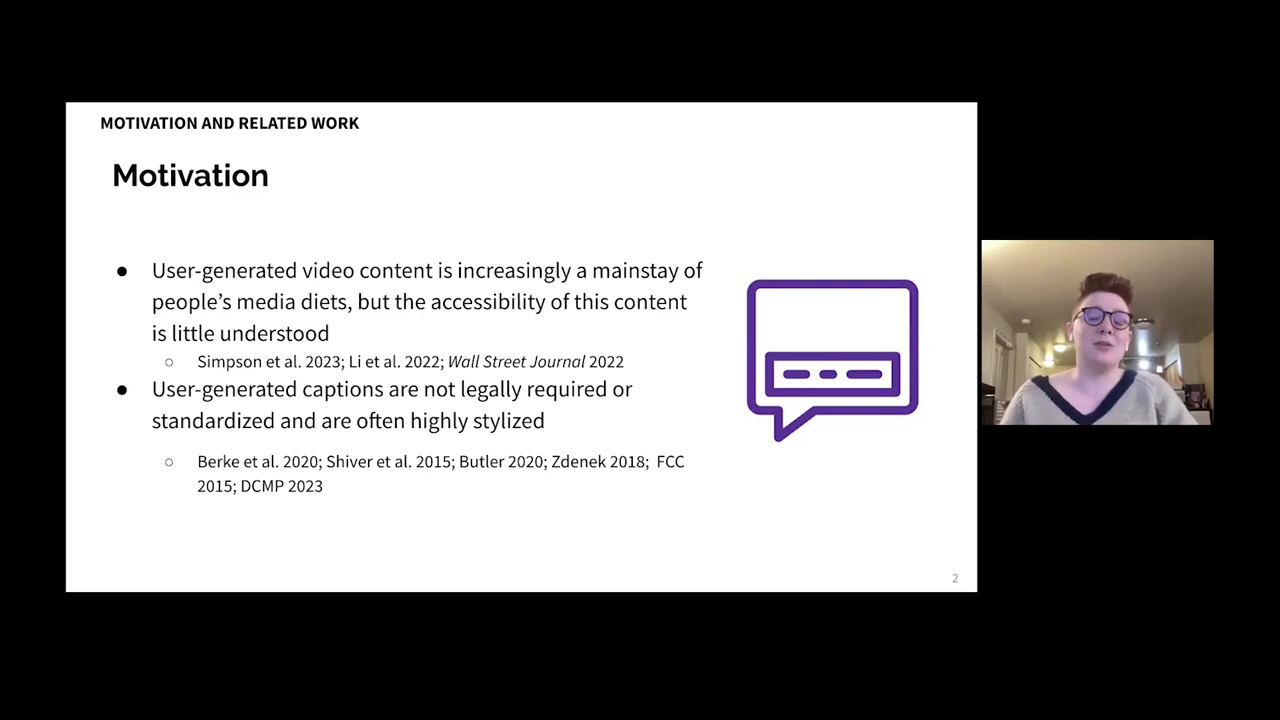 MOTIVATION AND RELATED WORK
Motivation
● User-generated video content is increasingly a mainstay of
people’s media diets, but the accessibility of this content
is little understood
○ Simpson et al. 2023; Li et al. 2022; Wall Street Journal 2022
● User-generated captions are not legally required or
standardized and are often highly stylized
○ Berke et al. 2020; Shiver et al. 2015; Butler 2020; Zdenek 2018; FCC
2015; DCMP 2023
2